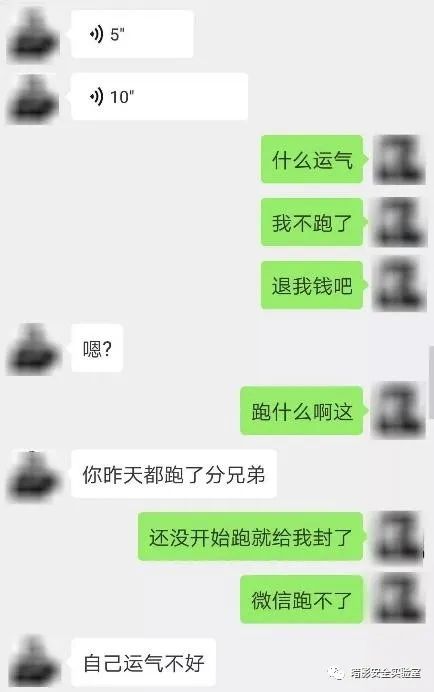 5"
10"
什么运气
我不跑了
退我钱吧
嗯?
跑什么啊这
你昨天都跑了分兄弟
还没开始跑就给我封了
微信跑不了
自己运气不好
暗影安全实验室